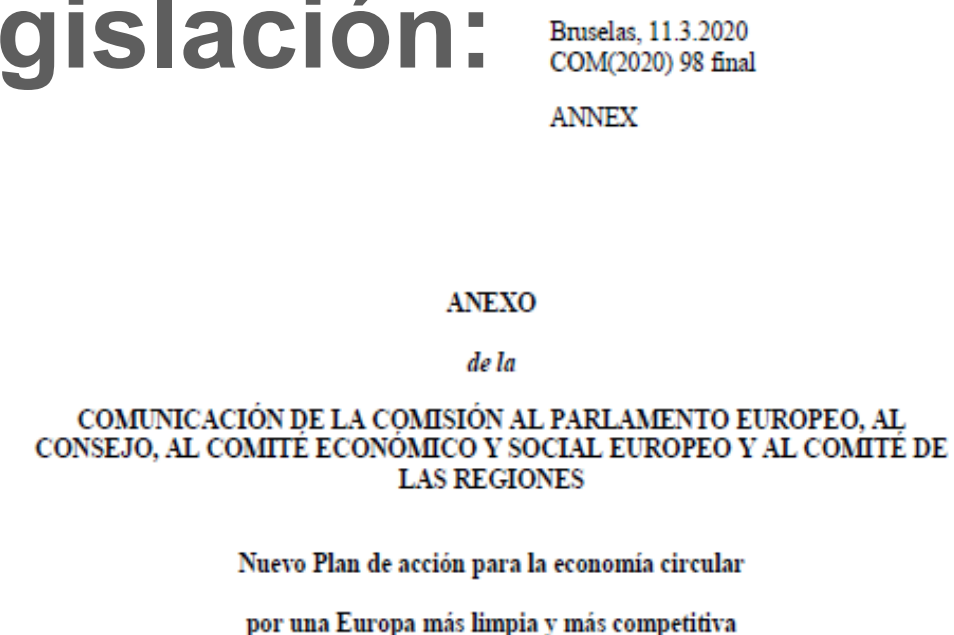 gislación:
Bruselas, 11.3.2020
COM(2020) 98 final
ANNEX
ANEXO
de la
COMUNICACIÓN DE LA COMISIÓN AL PARLAMENTO EUROPEO, AL
CONSEJO, AL COMITÉ ECONÓMICO Y SOCIAL EUROPEO Y AL COMITÉ DE
LAS REGIONES
Nuevo Plan de acción para la economía circular
por una Europa más limpia y más competitiva